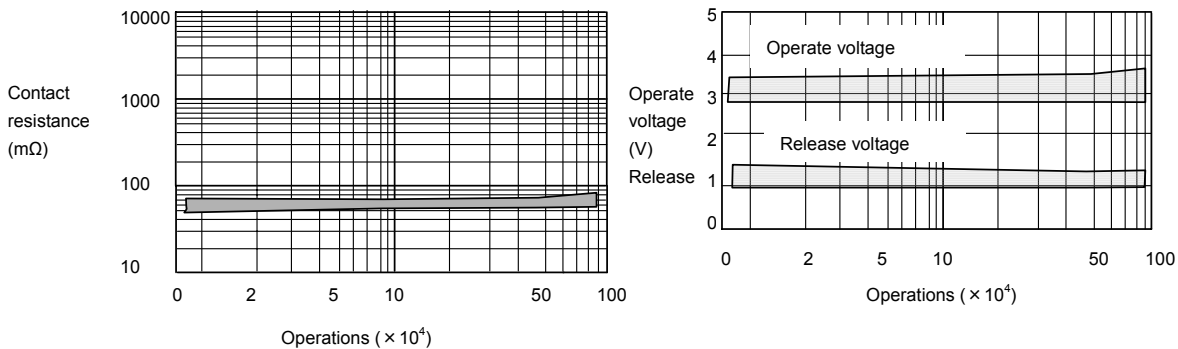 10000
1000
100
10
Contact
resistance
(mΩ)
0 2 5 10 50 100
Operations ( × 10⁴)
5
4
3
2
1
0
Operate
voltage
(V)
Release
Operate voltage
Release voltage
0 2 5 10 50 100
Operations ( × 10⁴)